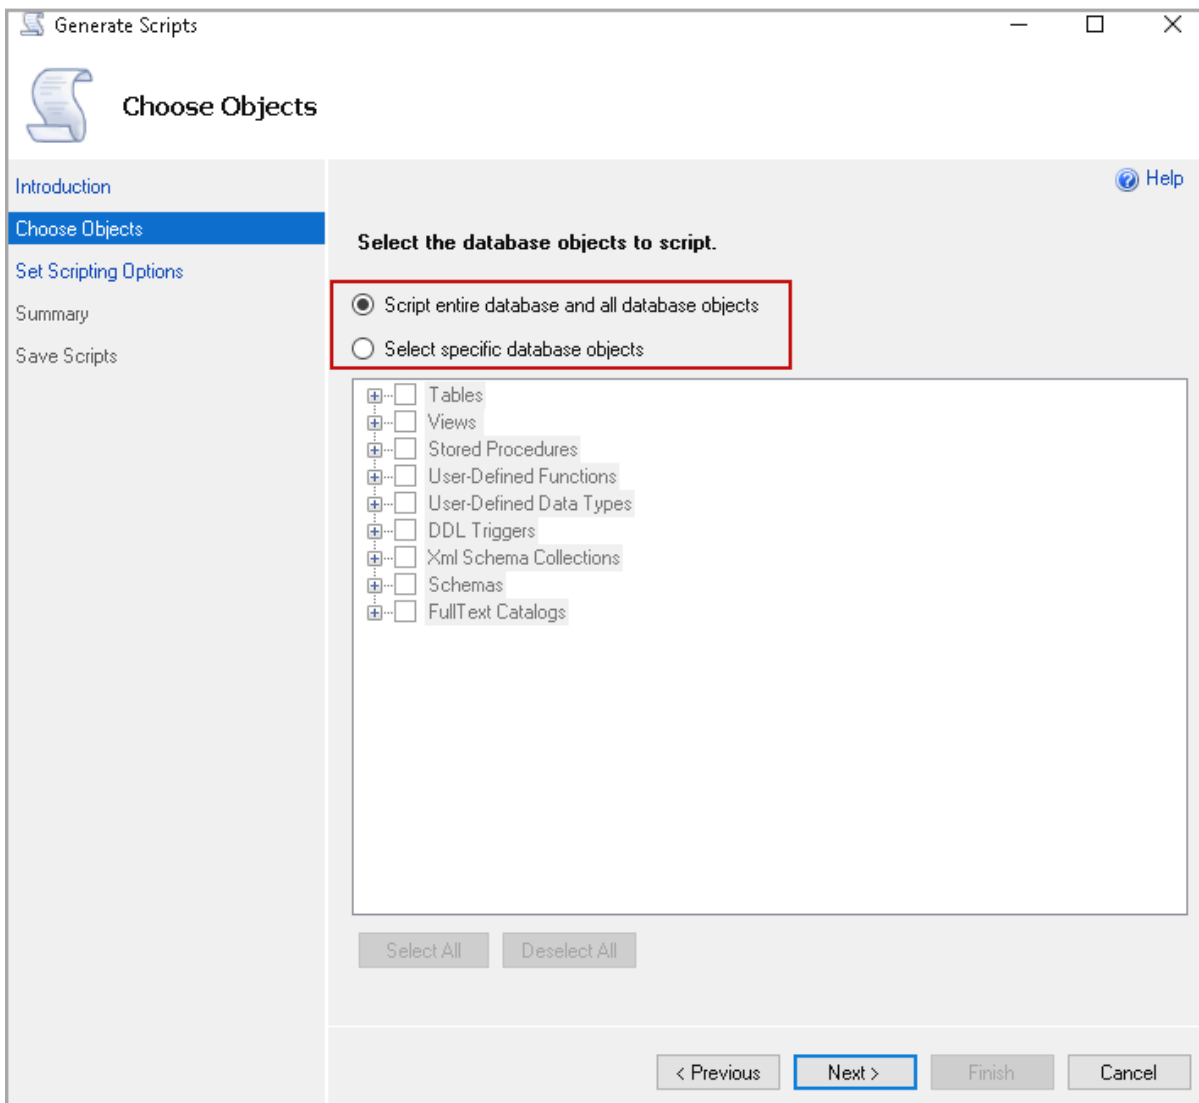 Generate Scripts
Choose Objects
Introduction
Choose Objects
Set Scripting Options
Summary
Save Scripts
Help
Select the database objects to script.
Script entire database and all database objects
Select specific database objects
Tables
Views
Stored Procedures
User-Defined Functions
User-Defined Data Types
DDL Triggers
Xml Schema Collections
Schemas
FullText Catalogs
Select All
Deselect All
< Previous
Next >
Finish
Cancel